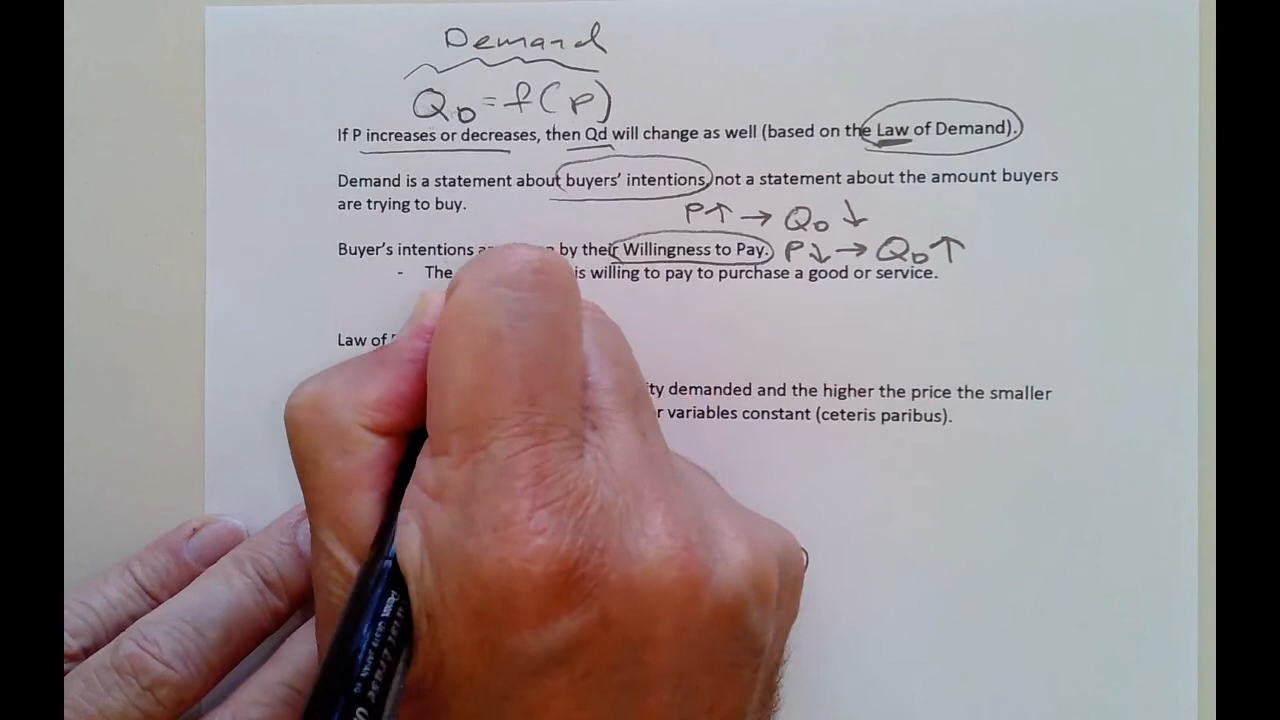 Demand
QD = f(P)
If P increases or decreases, then Qd will change as well (based on the Law of Demand).
Demand is a statement about buyers' intentions, not a statement about the amount buyers
are trying to buy.
P↑ → QD ↓
Buyer's intentions by their Willingness to Pay. P↓ → QD ↑
- The is willing to pay to purchase a good or service.
Law of
demanded and the higher the price the smaller
variables constant (ceteris paribus).